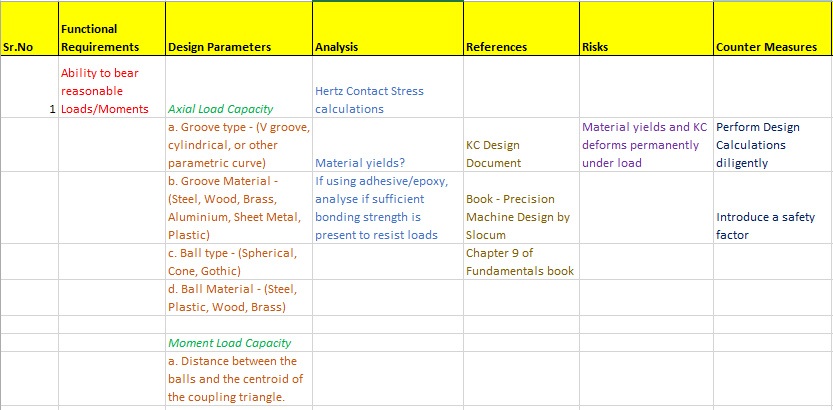 Sr.No
Functional
Requirements
Design Parameters
Analysis
References
Risks
Counter Measures
1
Ability to bear
reasonable
Loads/Moments
Axial Load Capacity
Hertz Contact Stress
calculations
a. Groove type - (V groove,
cylindrical, or other
parametric curve)
Material yields?
KC Design
Document
Material yields and KC
deforms permanently
under load
Perform Design
Calculations
diligently
b. Groove Material -
(Steel, Wood, Brass,
Aluminium, Sheet Metal,
Plastic)
If using adhesive/epoxy,
analyse if sufficient
bonding strength is
present to resist loads
Book - Precision
Machine Design by
Slocum
Introduce a safety
factor
c. Ball type - (Spherical,
Cone, Gothic)
Chapter 9 of
Fundamentals book
d. Ball Material - (Steel,
Plastic, Wood, Brass)
Moment Load Capacity
a. Distance between the
balls and the centroid of
the coupling triangle.